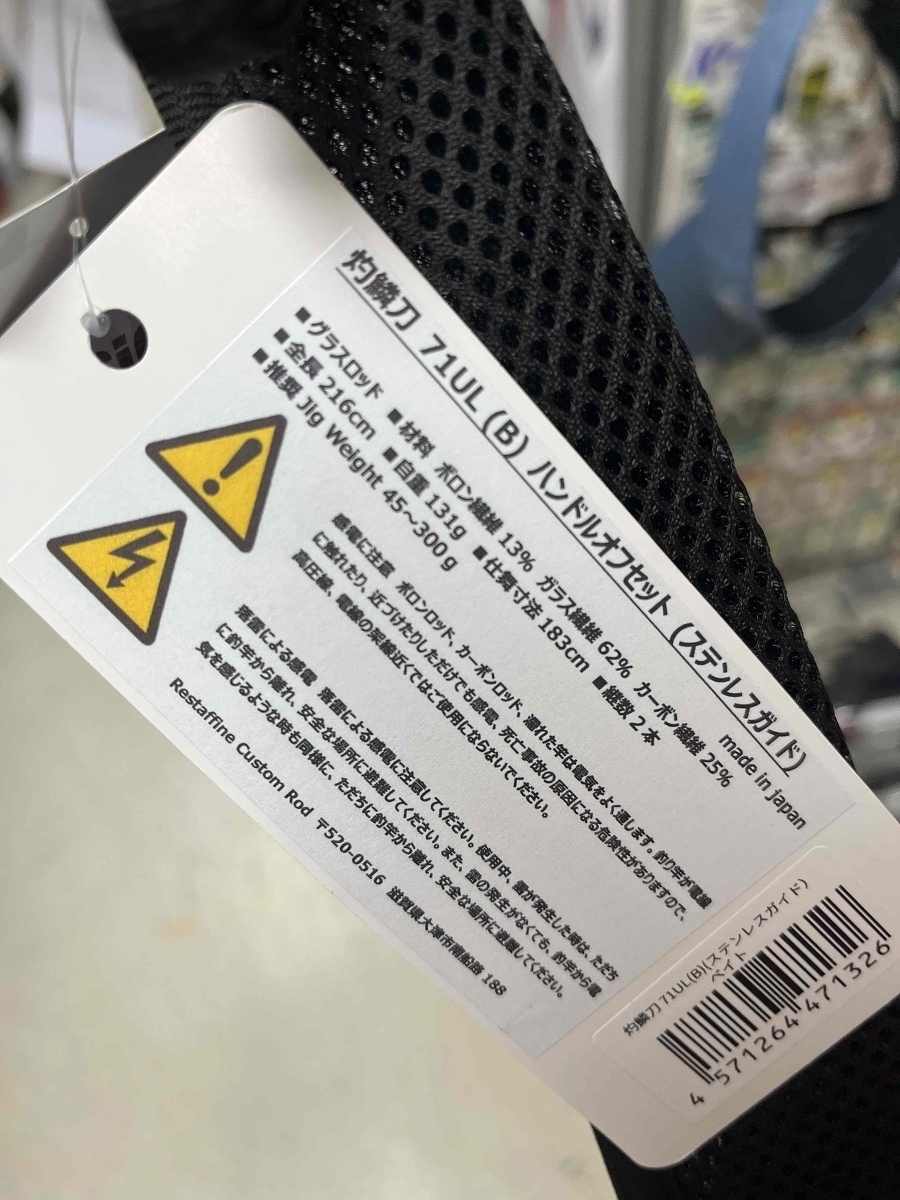 灼鱗刀 71UL(B) ハンドルオフセット (ステンレスガイド)
made in japan
■グラスロッド ■材料 ボロン繊維 13% ガラス繊維 62% カーボン繊維 25%
■全長 216cm ■自重 131g ■仕舞寸法 183cm ■継数 2 本
■推奨 Jig Weight 45～300 g
感電に注意 ボロンロッド、カーボンロッド、濡れた竿は電気をよく通します。釣り竿が電線
に触れたり、近づけたりしただけでも感電、死亡事故の原因になる危険性がありますので、
高圧線、電線の架線近くではご使用にならないでください。
落雷による感電 落雷による感電に注意してください。使用中、雷が発生した時は、ただち
に釣竿から離れ、安全な場所に避難してください。また、雷の発生がなくても、釣竿から電
気を感じるような時も同様に、ただちに釣竿から離れ、安全な場所に避難してください。
Restaffine Custom Rod 〒520-0516 滋賀県大津市南船路 188
灼鱗刀 71UL(B)(ステンレスガイド)
ベイト
4 571264 471326